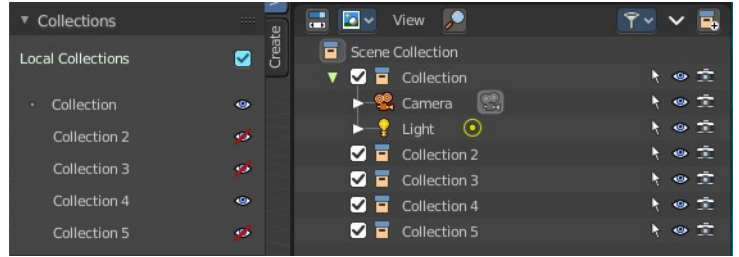 Collections
Local Collections
Collection
Collection 2
Collection 3
Collection 4
Collection 5
Create
View
Scene Collection
Collection
Camera
Light
Collection 2
Collection 3
Collection 4
Collection 5